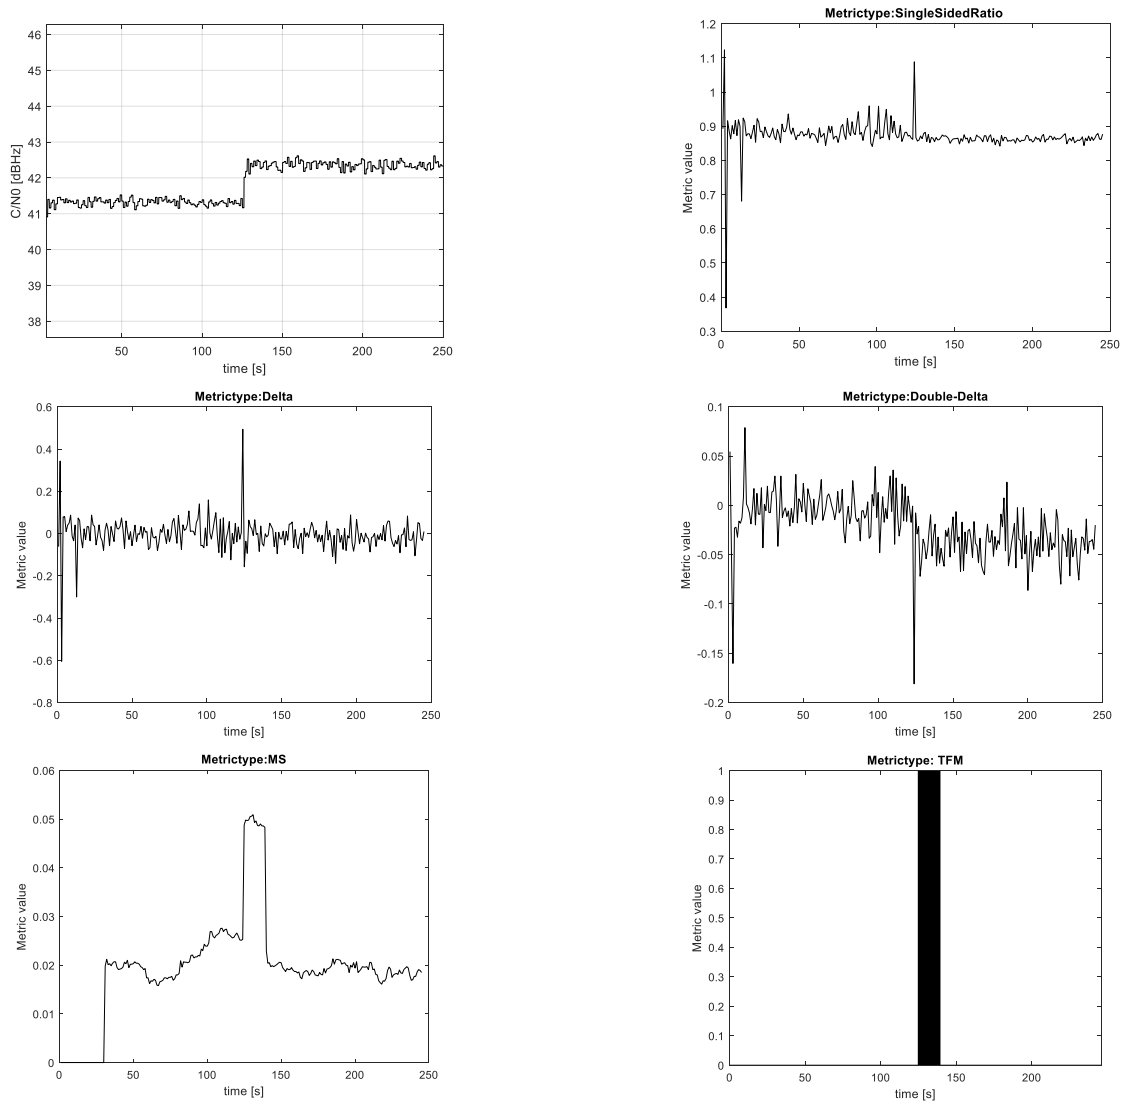 46
45
44
43
42
41
40
39
38
C/N0 [dBHz]
50 100 150 200 250
time [s]
Metrictype:SingleSidedRatio
1.2
1.1
1
0.9
0.8
0.7
0.6
0.5
0.4
0.3
Metric value
0 50 100 150 200 250
time [s]
Metrictype:Delta
0.6
0.4
0.2
0
-0.2
-0.4
-0.6
-0.8
Metric value
0 50 100 150 200 250
time [s]
Metrictype:Double-Delta
0.1
0.05
0
-0.05
-0.1
-0.15
-0.2
Metric value
0 50 100 150 200 250
time [s]
Metrictype:MS
0.06
0.05
0.04
0.03
0.02
0.01
0
Metric value
0 50 100 150 200 250
time [s]
Metrictype: TFM
1
0.9
0.8
0.7
0.6
0.5
0.4
0.3
0.2
0.1
0
Metric value
0 50 100 150 200
time [s]